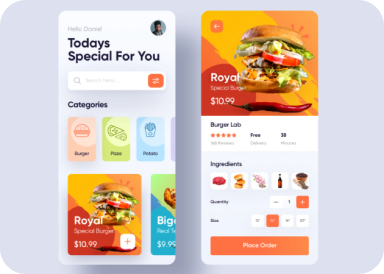 Hello Daniel
Todays
Special For You
Search here...
Categories
Burger
Pizza
Potato
Royal
Special Burger
$10.99
Big
Real Te
$9.99
Royal
Special Burger
$10.99
Burger Lab
Free
38
Reviews
Delivery
Minutes
Ingredients
Quantity
1
Size
Place Order